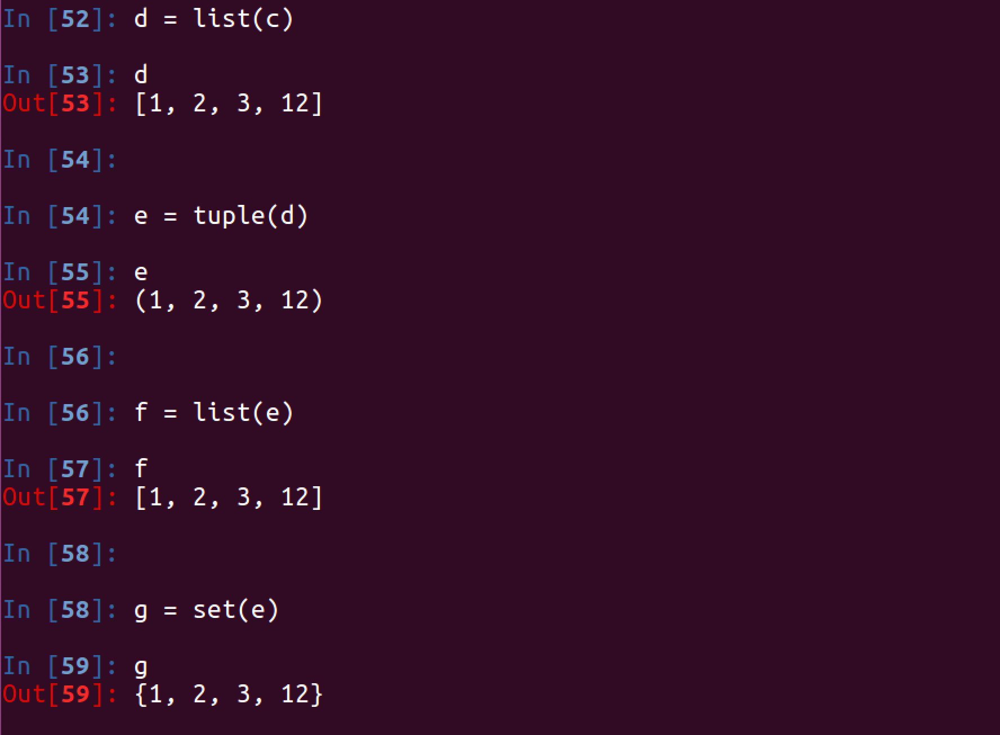 In [52]: d = list(c)
In [53]: d
Out[53]: [1, 2, 3, 12]
In [54]:
In [54]: e = tuple(d)
In [55]: e
Out[55]: (1, 2, 3, 12)
In [56]:
In [56]: f = list(e)
In [57]: f
Out[57]: [1, 2, 3, 12]
In [58]:
In [58]: g = set(e)
In [59]: g
Out[59]: {1, 2, 3, 12}